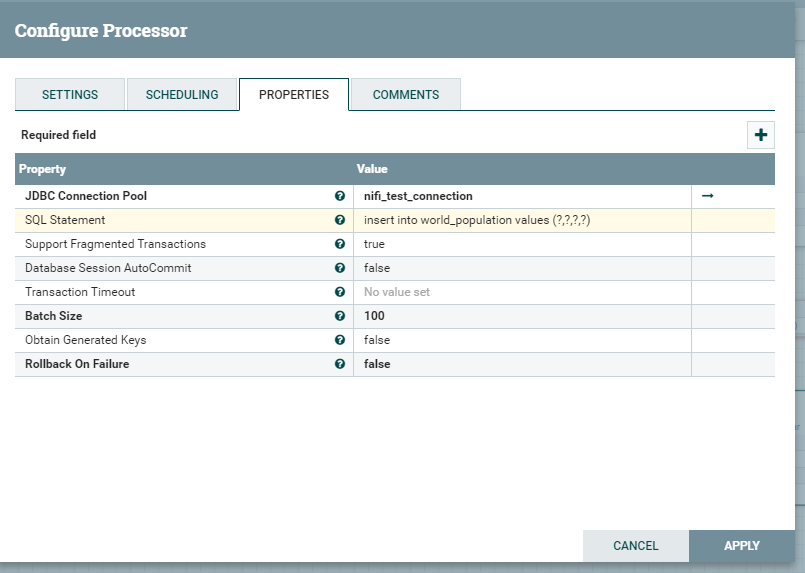 Configure Processor
SETTINGS SCHEDULING PROPERTIES COMMENTS
Required field
Property Value
JDBC Connection Pool nifi_test_connection
SQL Statement insert into world_population values (?,?,?,?)
Support Fragmented Transactions true
Database Session AutoCommit false
Transaction Timeout No value set
Batch Size 100
Obtain Generated Keys false
Rollback On Failure false
CANCEL APPLY